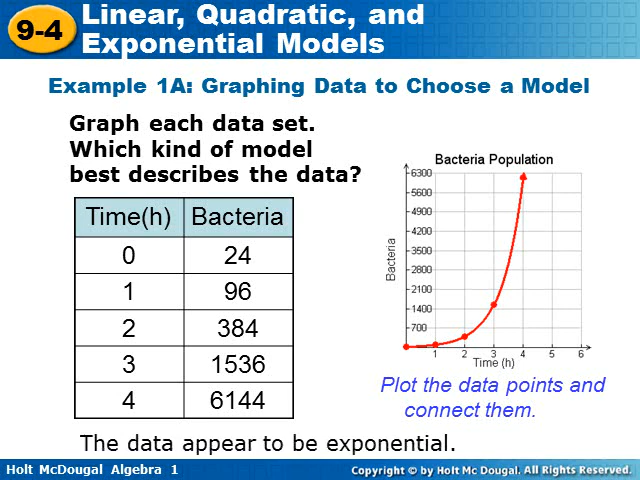 9-4
Linear, Quadratic, and
Exponential Models
Example 1A: Graphing Data to Choose a Model
Graph each data set.
Which kind of model
best describes the data?
Time(h) Bacteria
0 24
1 96
2 384
3 1536
4 6144
Bacteria Population
6300
5600
4900
4200
3500
2800
2100
1400
700
Bacteria
1 2 3 4 5 6
Time (h)
Plot the data points and
connect them.
The data appear to be exponential.
Holt McDougal Algebra 1
Copyright © by Holt Mc Dougal. All Rights Reserved.